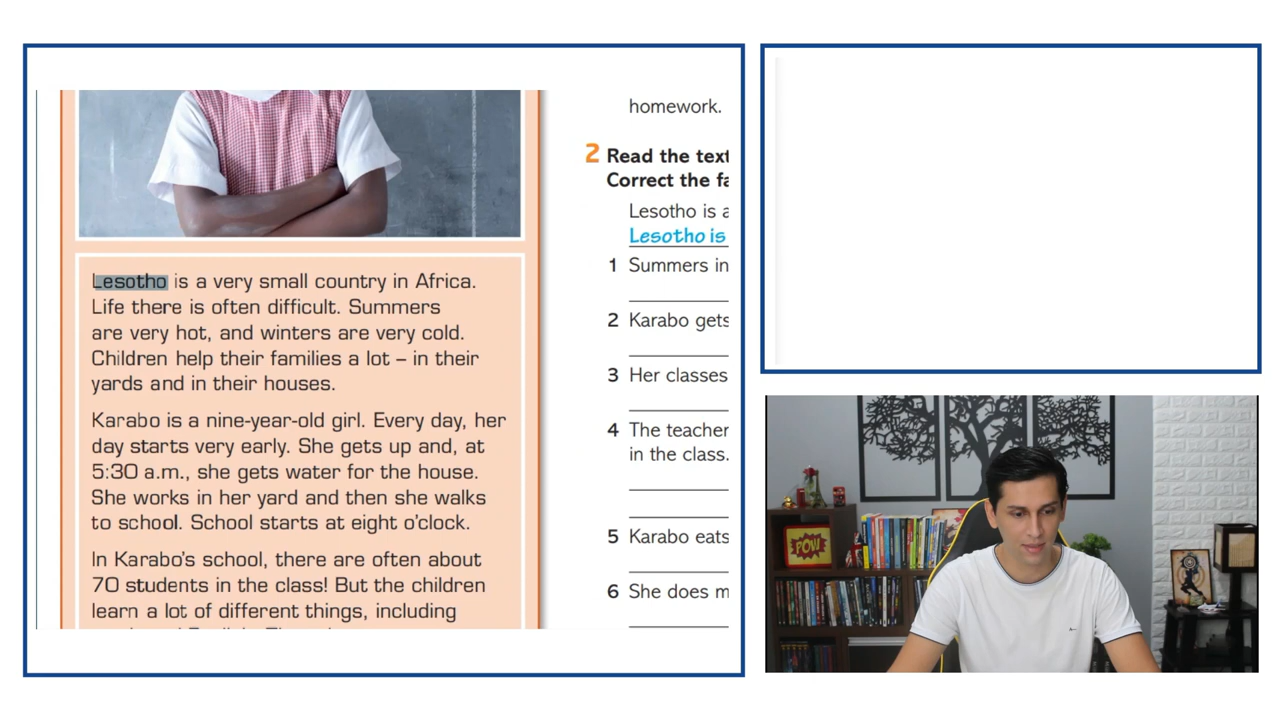 Lesotho is a very small country in Africa.
Life there is often difficult. Summers
are very hot, and winters are very cold.
Children help their families a lot – in their
yards and in their houses.
Karabo is a nine-year-old girl. Every day, her
day starts very early. She gets up and, at
5:30 a.m., she gets water for the house.
She works in her yard and then she walks
to school. School starts at eight o'clock.
In Karabo's school, there are often about
70 students in the class! But the children
learn a lot of different things, including
homework.
2 Read the text
Correct the
Lesotho is
Lesotho is
1 Summers in
2 Karabo gets
3 Her classes
4 The teacher
in the class.
5 Karabo eats
6 She does
POW